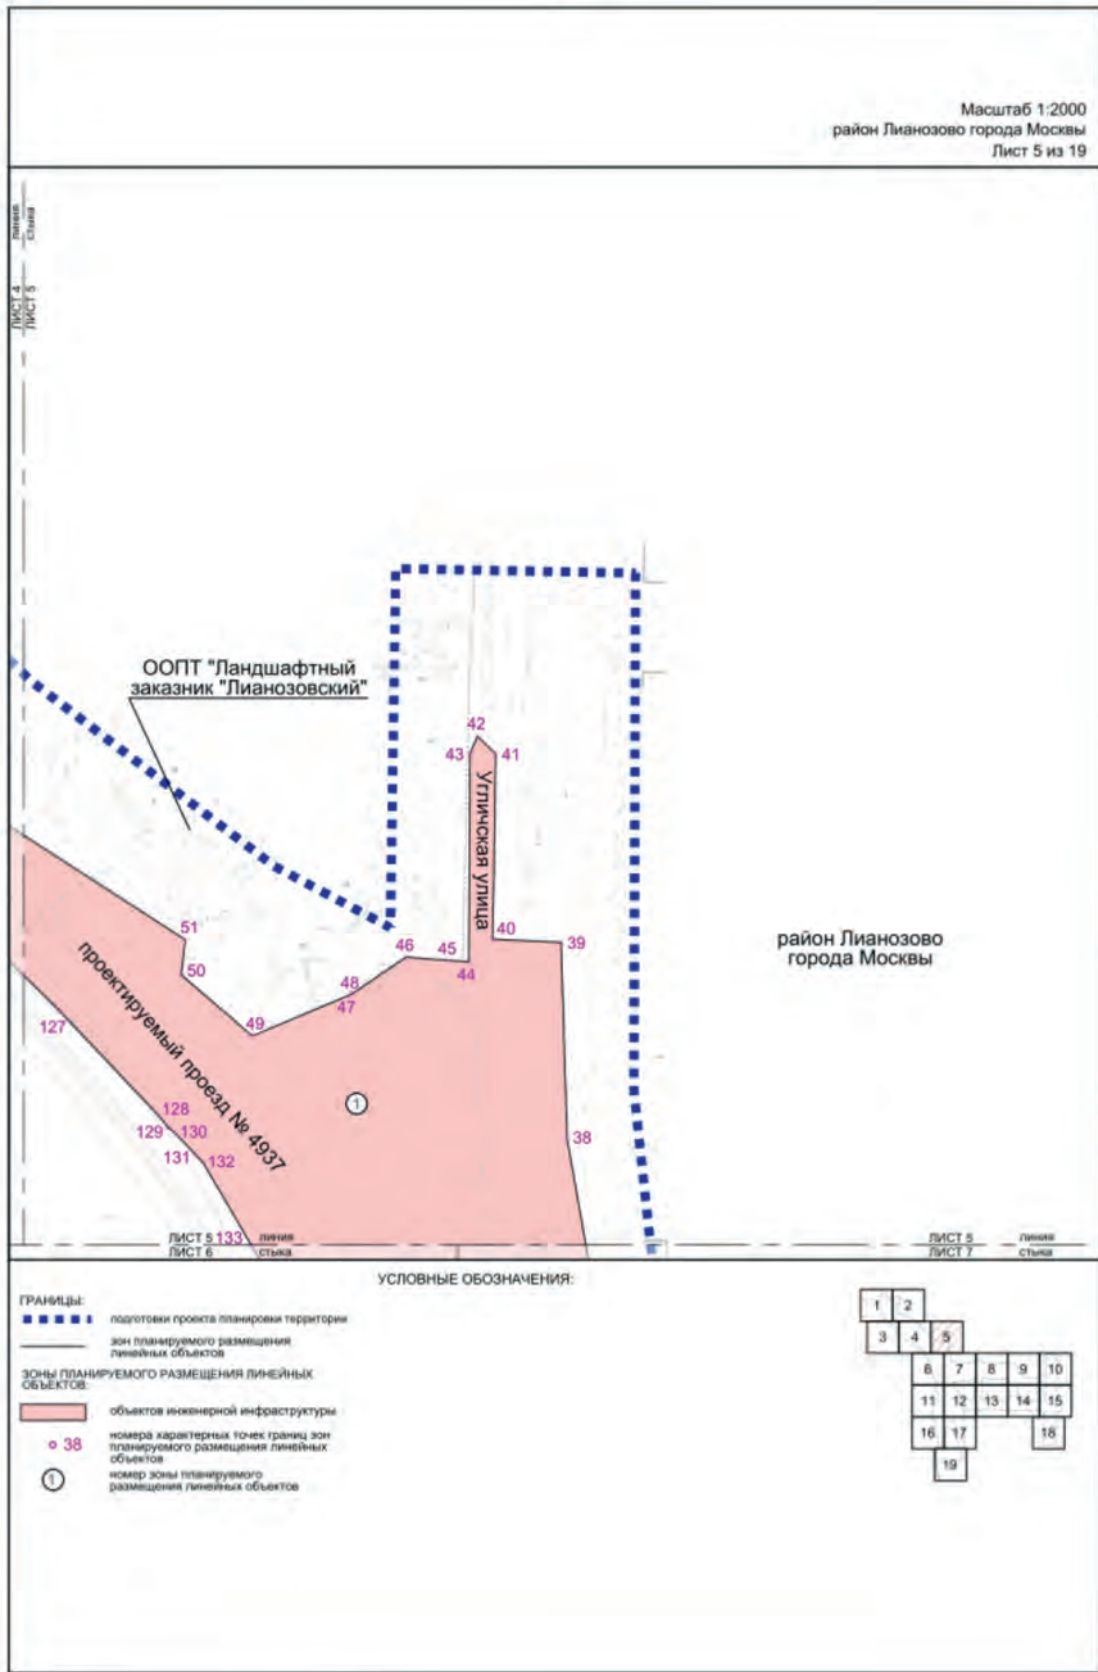 Масштаб 1:2000
район Лианозово города Москвы
Лист 5 из 19
линия
стыка
ЛИСТ 4
ЛИСТ 5
ООПТ "Ландшафтный
заказник "Лианозовский"
42
43
41
Угличская улица
51
50
46
45
44
40
39
район Лианозово
города Москвы
48
47
49
проектируемый проезд № 4937
127
1
128
129
130
131
132
38
133
ЛИСТ 5 линия
ЛИСТ 6 стыка
ЛИСТ 5 линия
ЛИСТ 7 стыка
УСЛОВНЫЕ ОБОЗНАЧЕНИЯ:
ГРАНИЦЫ:
подготовки проекта планировки территории
зон планируемого размещения
линейных объектов
ЗОНЫ ПЛАНИРУЕМОГО РАЗМЕЩЕНИЯ ЛИНЕЙНЫХ
ОБЪЕКТОВ:
объектов инженерной инфраструктуры
38
номера характерных точек границ зон
планируемого размещения линейных
объектов
1
номер зоны планируемого
размещения линейных объектов
1 2
3 4 5
6 7 8 9 10
11 12 13 14 15
16 17 18
19